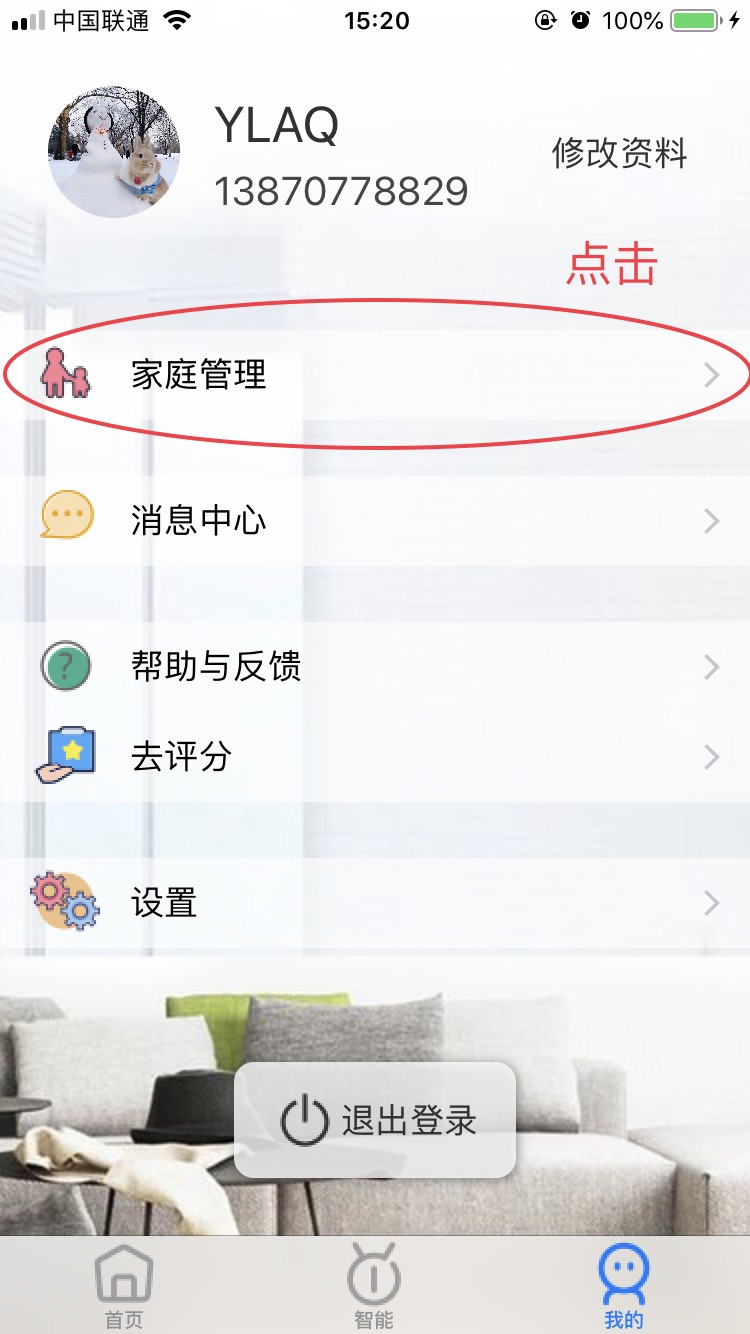 中国联通 15:20 100%
YLAQ
修改资料
13870778829
点击
家庭管理
消息中心
帮助与反馈
去评分
设置
退出登录
首页 智能 我的